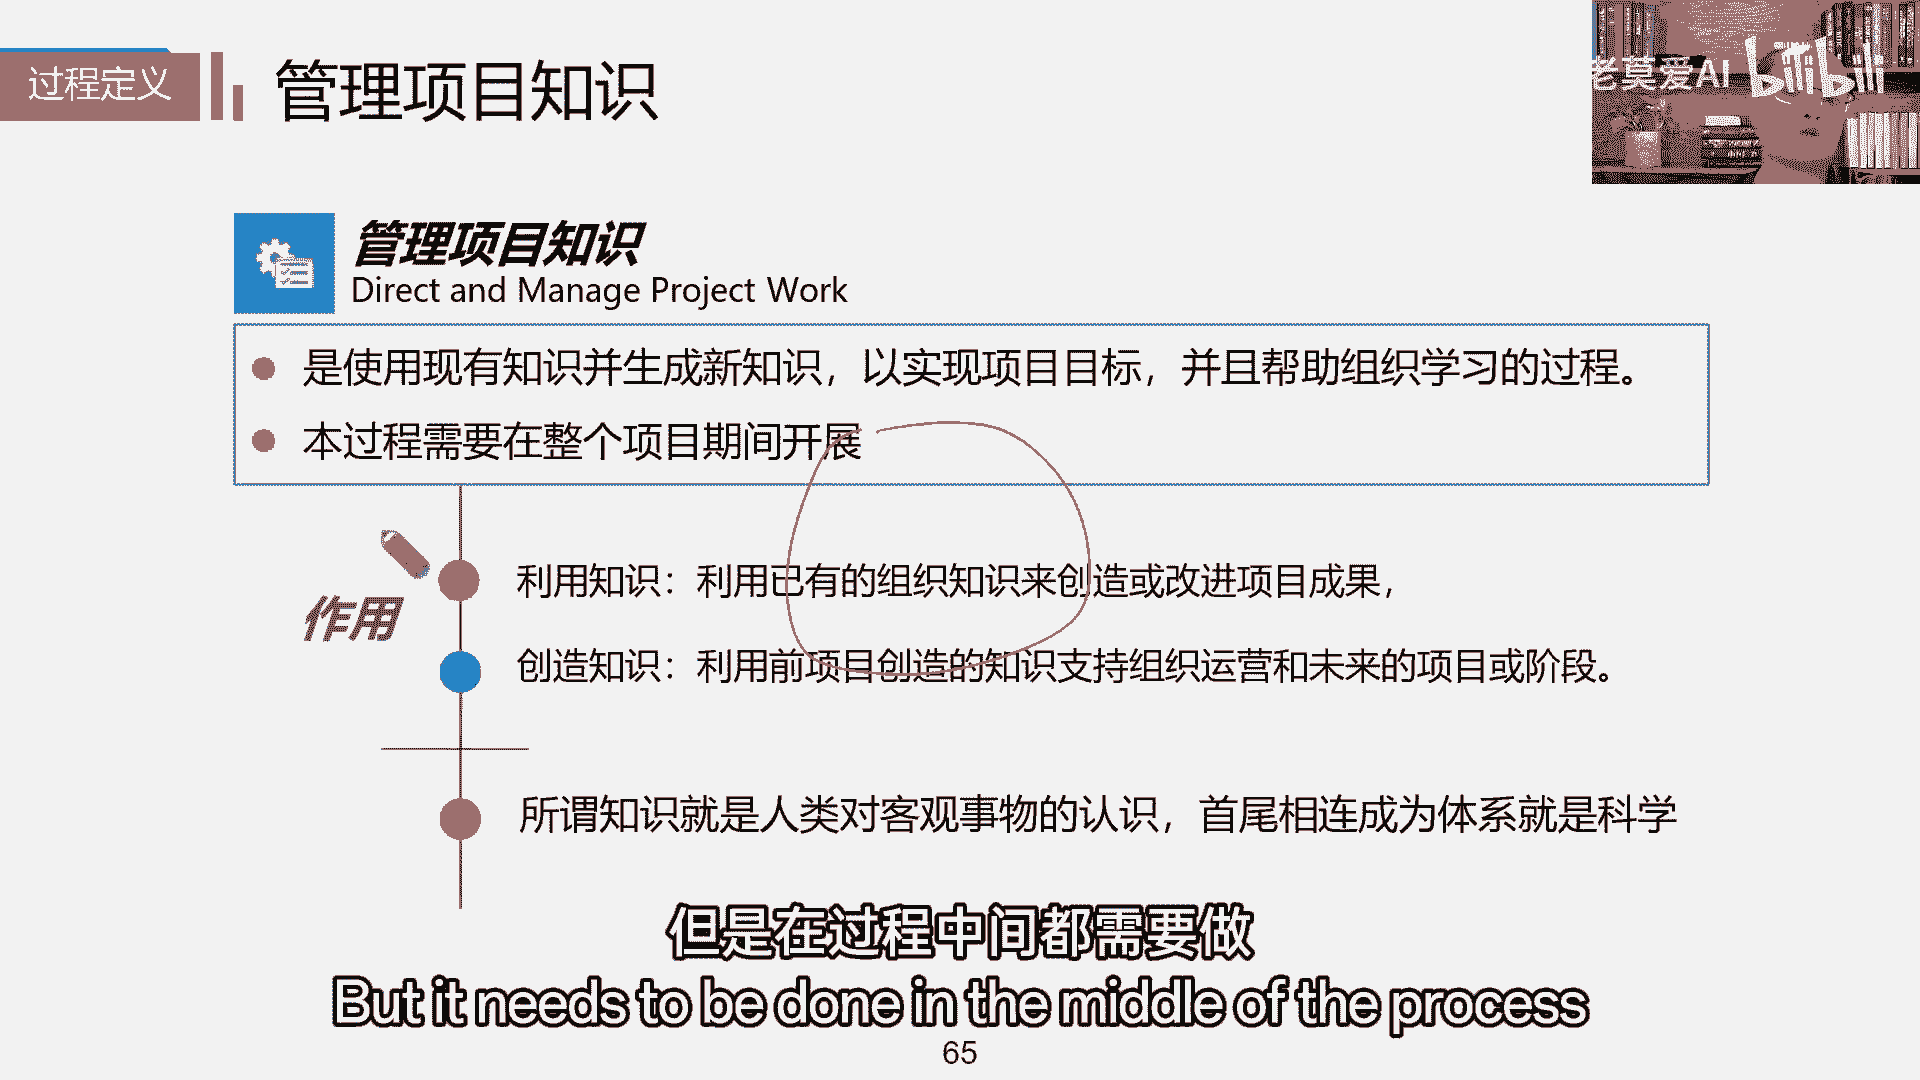 过程定义
管理项目知识
老莫爱AI bilibili
管理项目知识
Direct and Manage Project Work
是使用现有知识并生成新知识，以实现项目目标，并且帮助组织学习的过程。
本过程需要在整个项目期间开展
作用
利用知识：利用已有的组织知识来创造或改进项目成果，
创造知识：利用前项目创造的知识支持组织运营和未来的项目或阶段。
所谓知识就是人类对客观事物的认识，首尾相连成为体系就是科学
但是在过程中间都需要做
But it needs to be done in the middle of the process
65